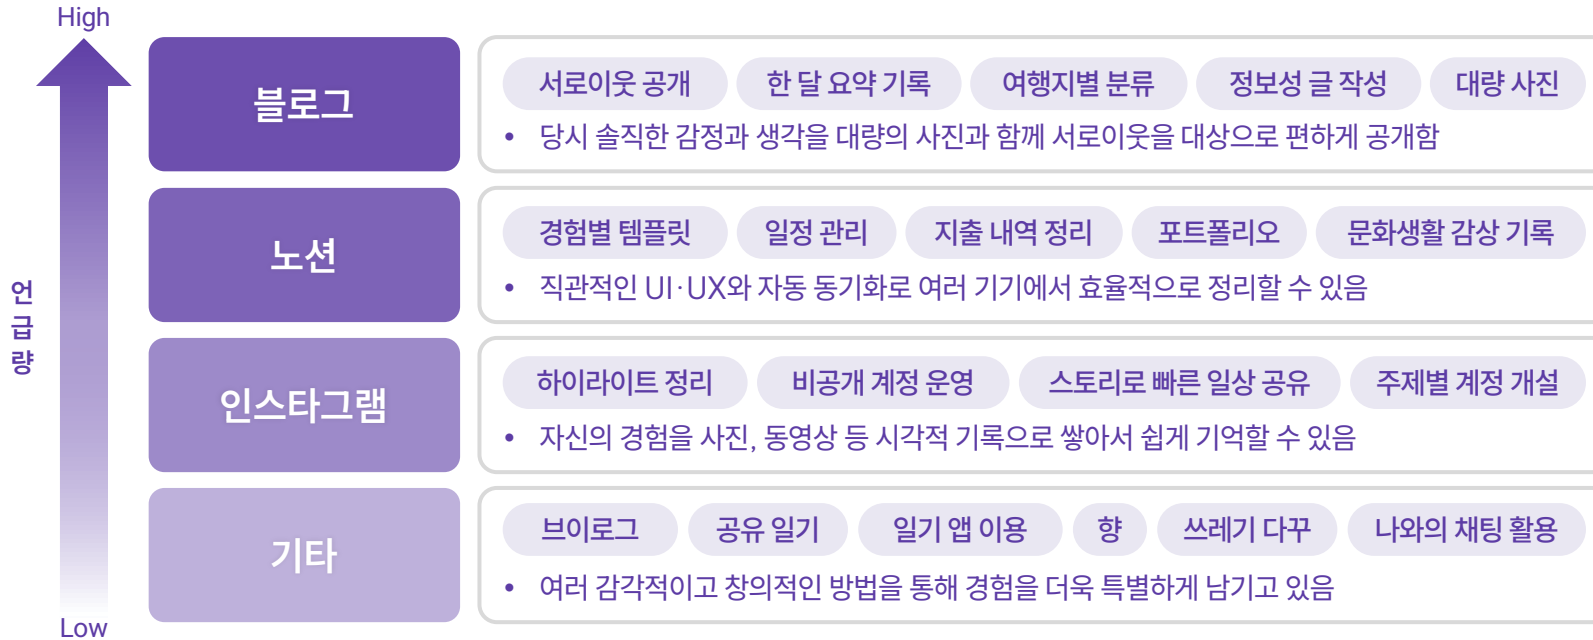 High
언급량
Low
블로그
서로이웃 공개 한 달 요약 기록 여행지별 분류 정보성 글 작성 대량 사진
• 당시 솔직한 감정과 생각을 대량의 사진과 함께 서로이웃을 대상으로 편하게 공개함
노션
경험별 템플릿 일정 관리 지출 내역 정리 포트폴리오 문화생활 감상 기록
• 직관적인 UI·UX와 자동 동기화로 여러 기기에서 효율적으로 정리할 수 있음
인스타그램
하이라이트 정리 비공개 계정 운영 스토리로 빠른 일상 공유 주제별 계정 개설
• 자신의 경험을 사진, 동영상 등 시각적 기록으로 쌓아서 쉽게 기억할 수 있음
기타
브이로그 공유 일기 일기 앱 이용 향 쓰레기 다꾸 나와의 채팅 활용
• 여러 감각적이고 창의적인 방법을 통해 경험을 더욱 특별하게 남기고 있음